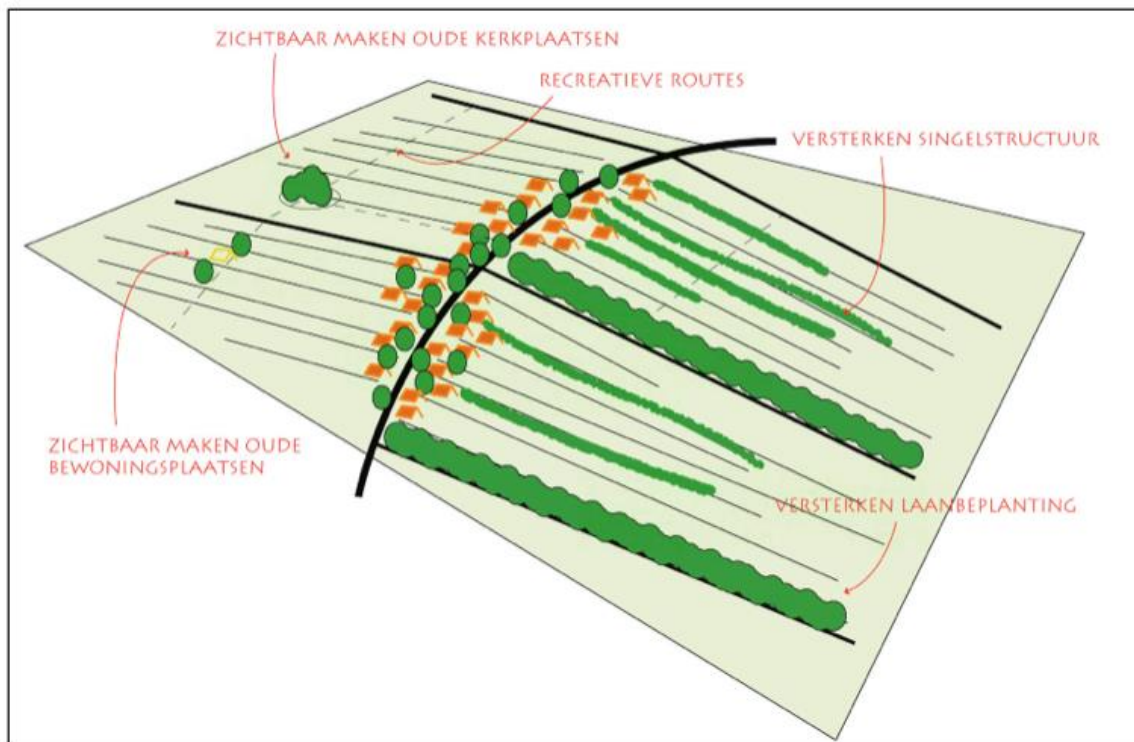 ZICHTBAAR MAKEN OUDE KERKPLAATSEN
RECREATIEVE ROUTES
VERSTERKEN SINGELSTRUCTUUR
ZICHTBAAR MAKEN OUDE
BEWONINGSPLAATSEN
VERSTERKEN LAANBEPLANTING